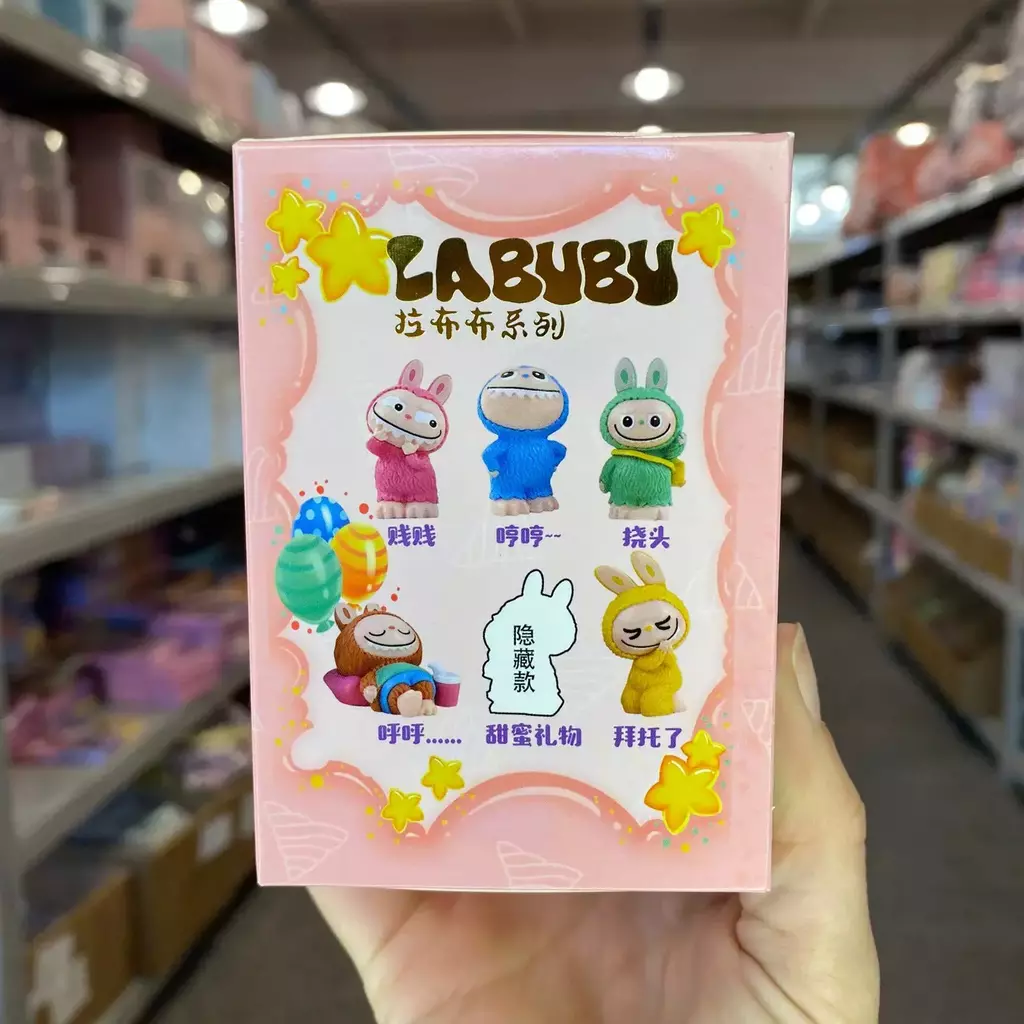 LABUBU
拉布布系列
贱贱
哼哼~~
挠头
呼呼......
隐藏款
甜蜜礼物
拜托了